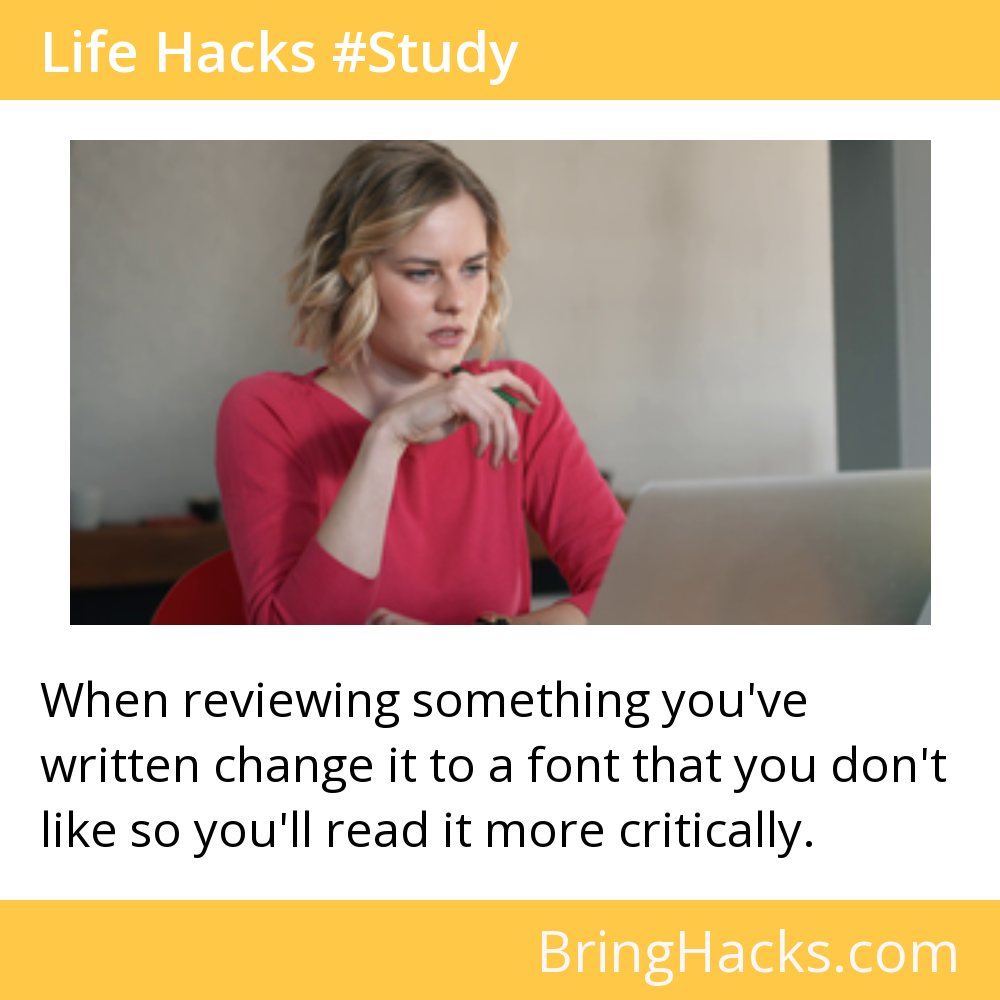 Life Hacks #Study
When reviewing something you've
written change it to a font that you don't
like so you'll read it more critically.
BringHacks.com